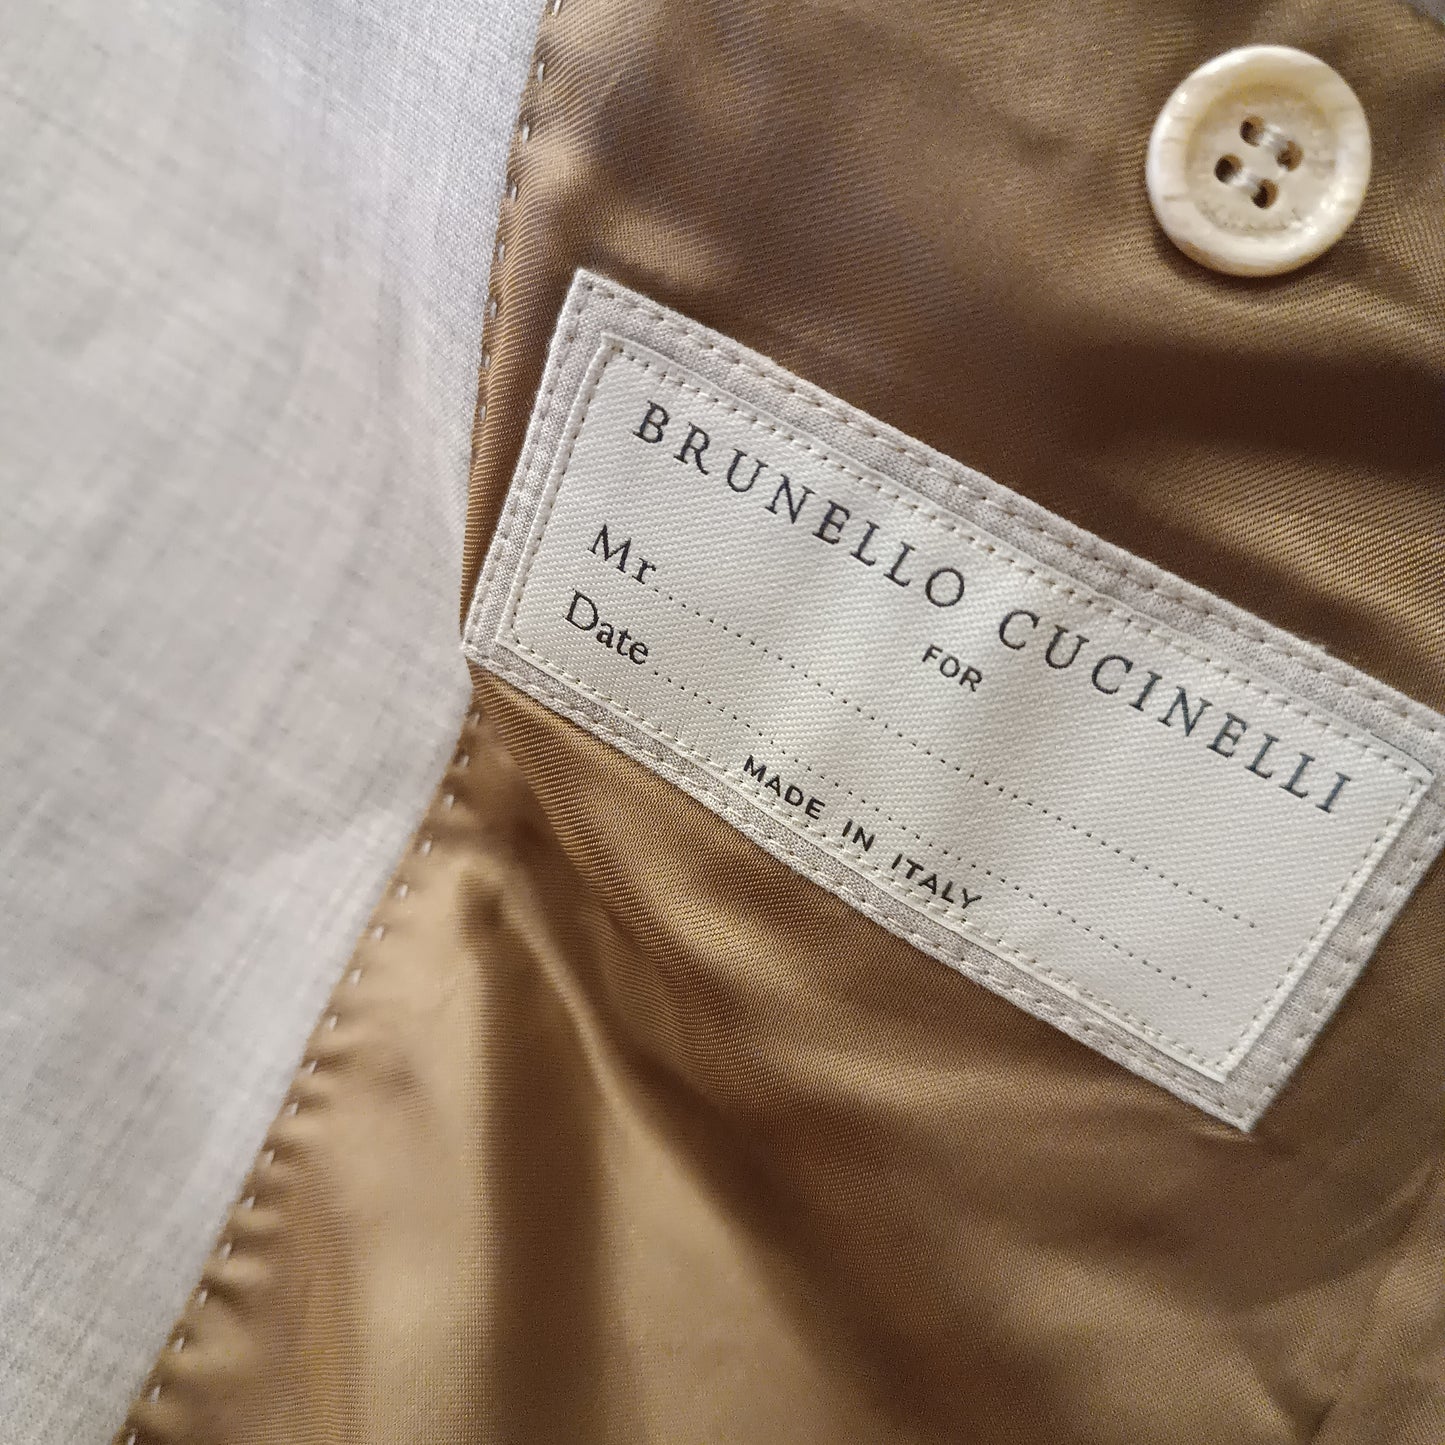 BRUNELLO CUCINELLI
FOR
Mr.......................................................
Date.......................................................
MADE IN ITALY